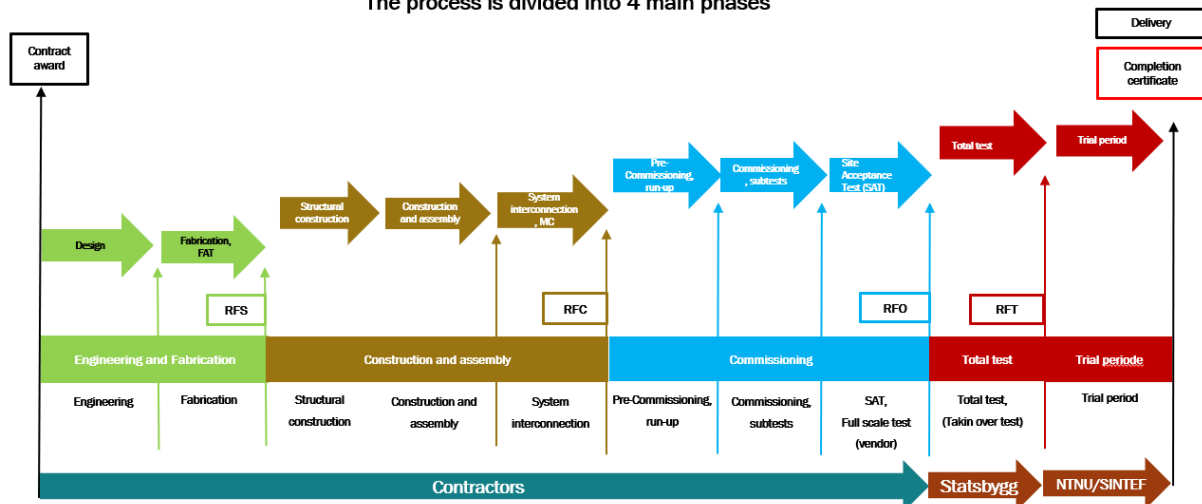 The process is divided into 4 main phases
Delivery
Contract
award
Completion
certificate
Total test
Trial period
Pre-
Commissioning,
run-up
Commissioning
, subtests
Site
Acceptance
Test (SAT)
Structural
construction
Construction
and assembly
System
interconnection
, MC
Design
Fabrication,
FAT
RFS
RFC
RFO
RFT
Engineering and Fabrication
Construction and assembly
Commissioning
Total test
Trial periode
Engineering
Fabrication
Structural
construction
Construction and
assembly
System
interconnection
Pre-Commissioning,
run-up
Commissioning,
subtests
SAT,
Full scale test
(vendor)
Total test,
(Takin over test)
Trial period
Contractors
Statsbygg
NTNU/SINTEF